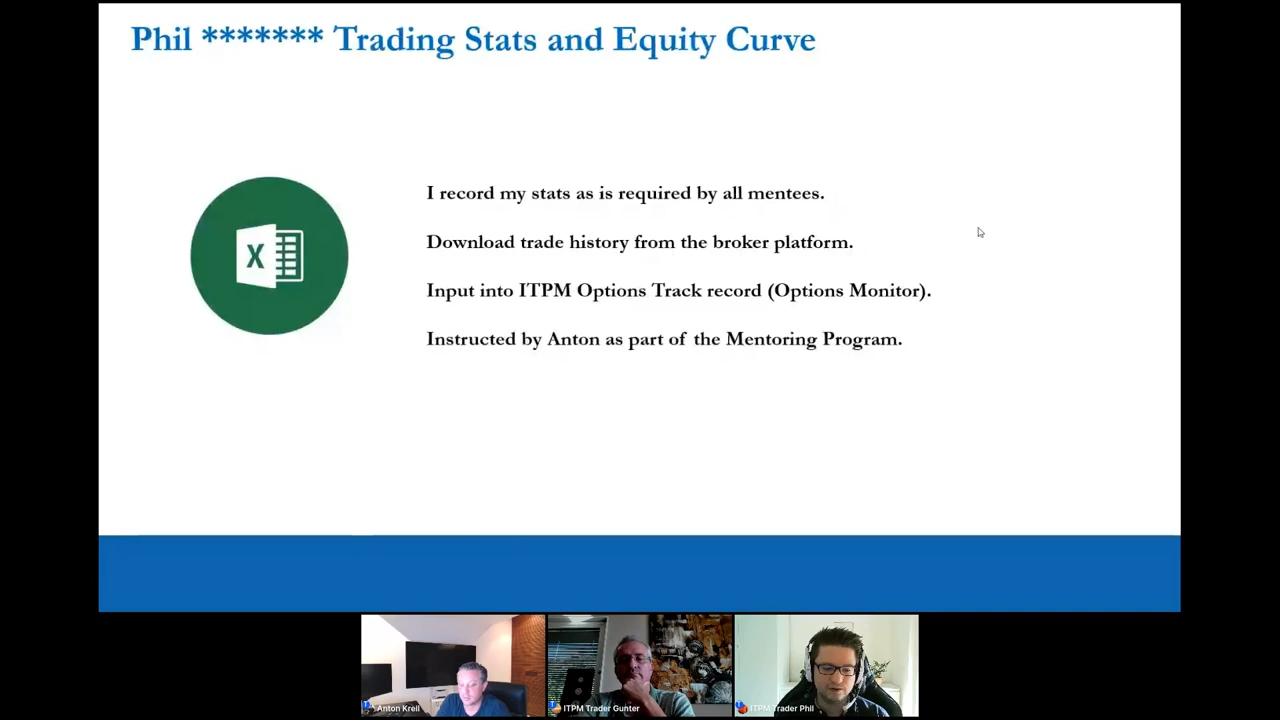 Phil ******* Trading Stats and Equity Curve
I record my stats as is required by all mentees.
Download trade history from the broker platform.
X
Input into ITPM Options Track record (Options Monitor).
Instructed by Anton as part of the Mentoring Program.
Anton Kreil
ITPM Trader Gunter
ITPM Trader Phil